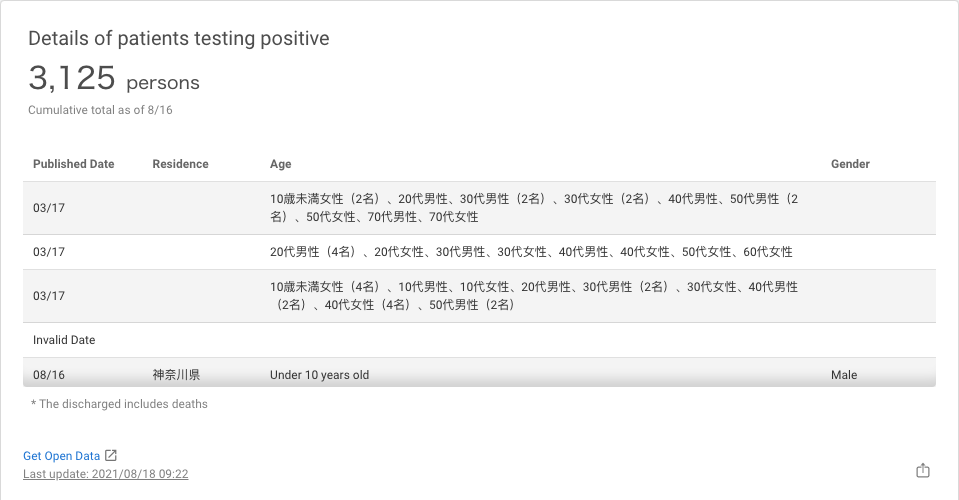 Details of patients testing positive
3,125 persons
Cumulative total as of 8/16
Published Date Residence Age Gender
03/17 10歳未満女性（2名）、20代男性、30代男性（2名）、30代女性（2名）、40代男性、50代男性（2
名）、50代女性、70代男性、70代女性
03/17 20代男性（4名）、20代女性、30代男性、30代女性、40代男性、40代女性、50代女性、60代女性
03/17 10歳未満女性（4名）、10代男性、10代女性、20代男性、30代男性（2名）、30代女性、40代男性
（2名）、40代女性（4名）、50代男性（2名）
Invalid Date
08/16 神奈川県 Under 10 years old Male
* The discharged includes deaths
Get Open Data
Last update: 2021/08/18 09:22